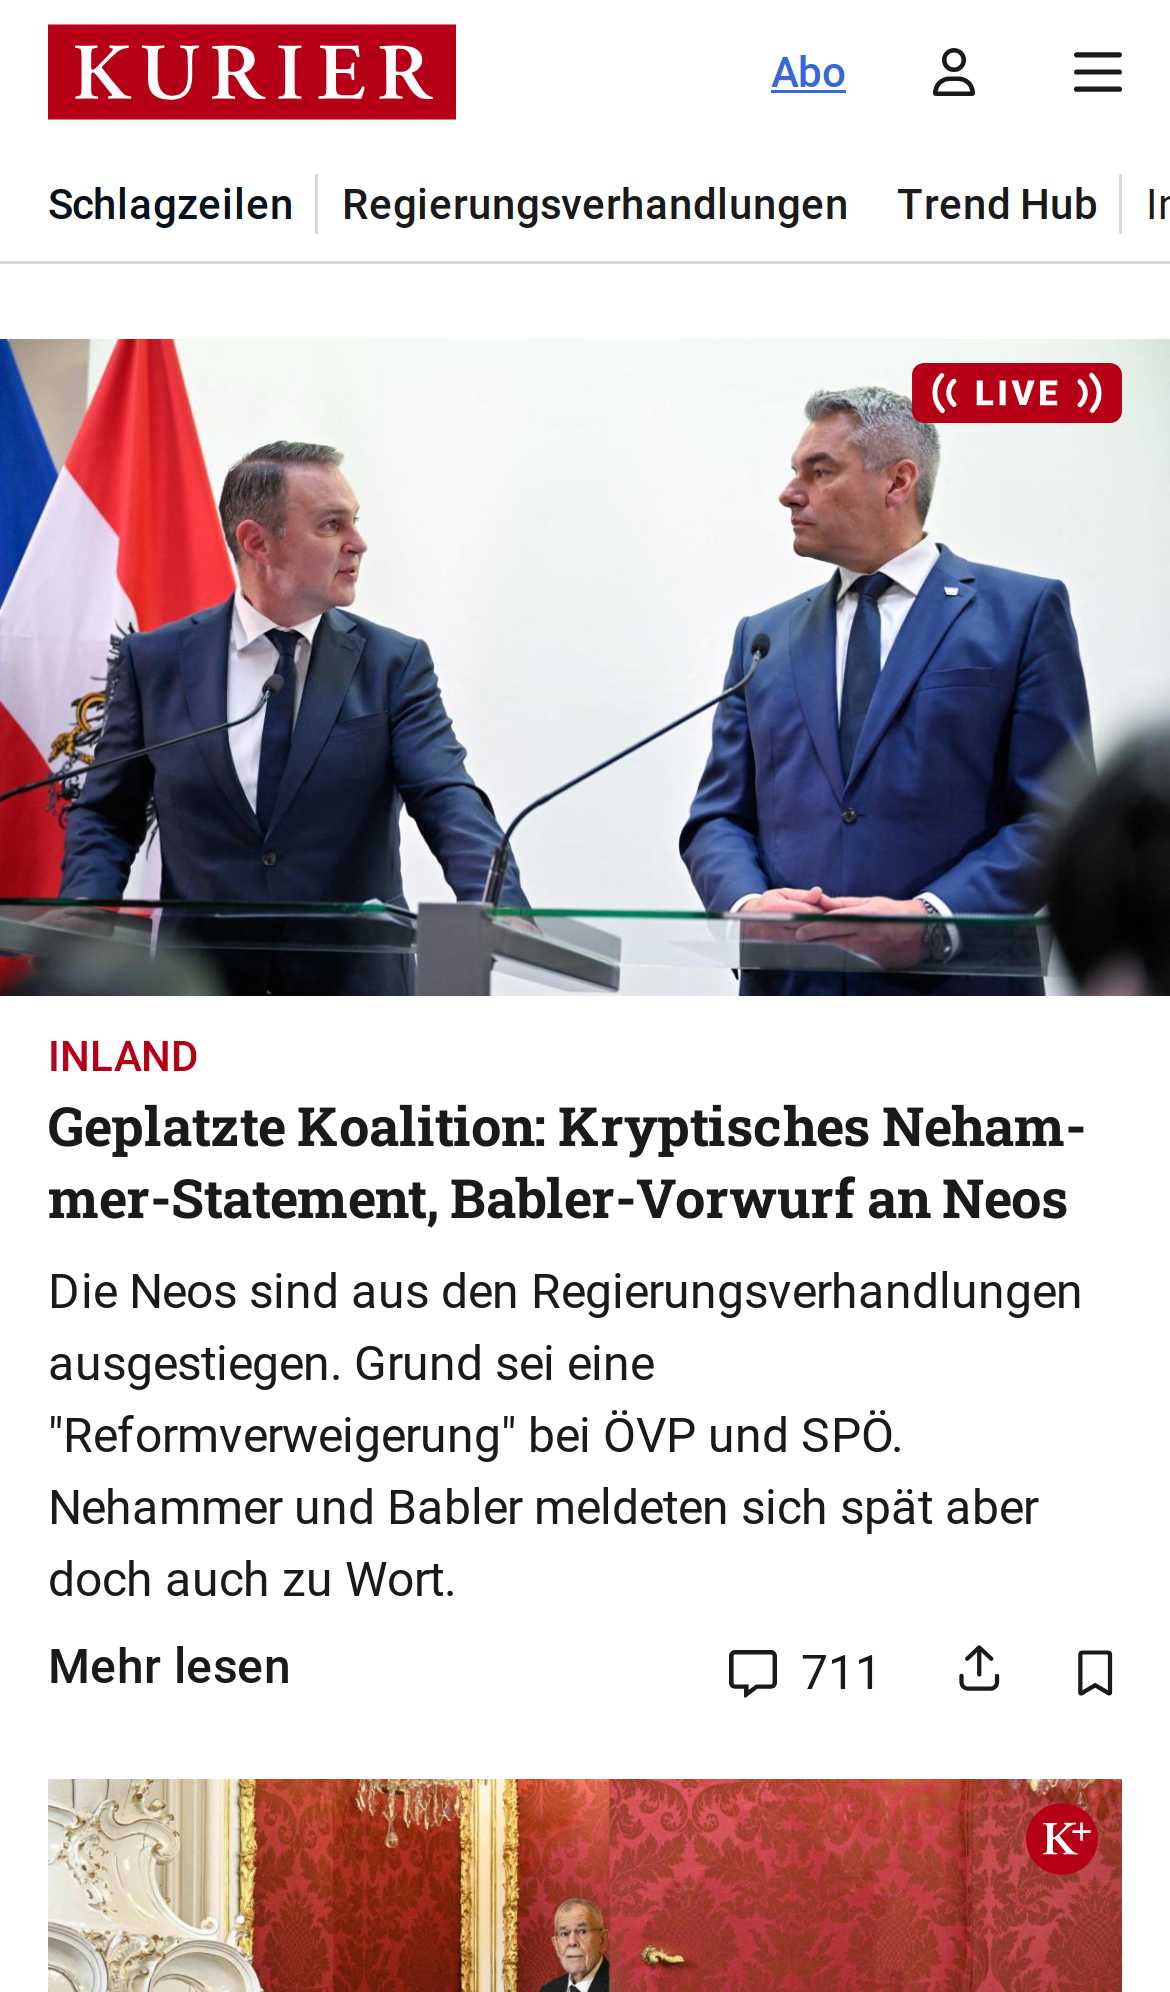 KURIER
Abo
Schlagzeilen
Regierungsverhandlungen
Trend Hub
LIVE
INLAND
Geplatzte Koalition: Kryptisches Neham-
mer-Statement, Babler-Vorwurf an Neos
Die Neos sind aus den Regierungsverhandlungen
ausgestiegen. Grund sei eine
"Reformverweigerung" bei ÖVP und SPÖ.
Nehammer und Babler meldeten sich spät aber
doch auch zu Wort.
Mehr lesen
711
K+